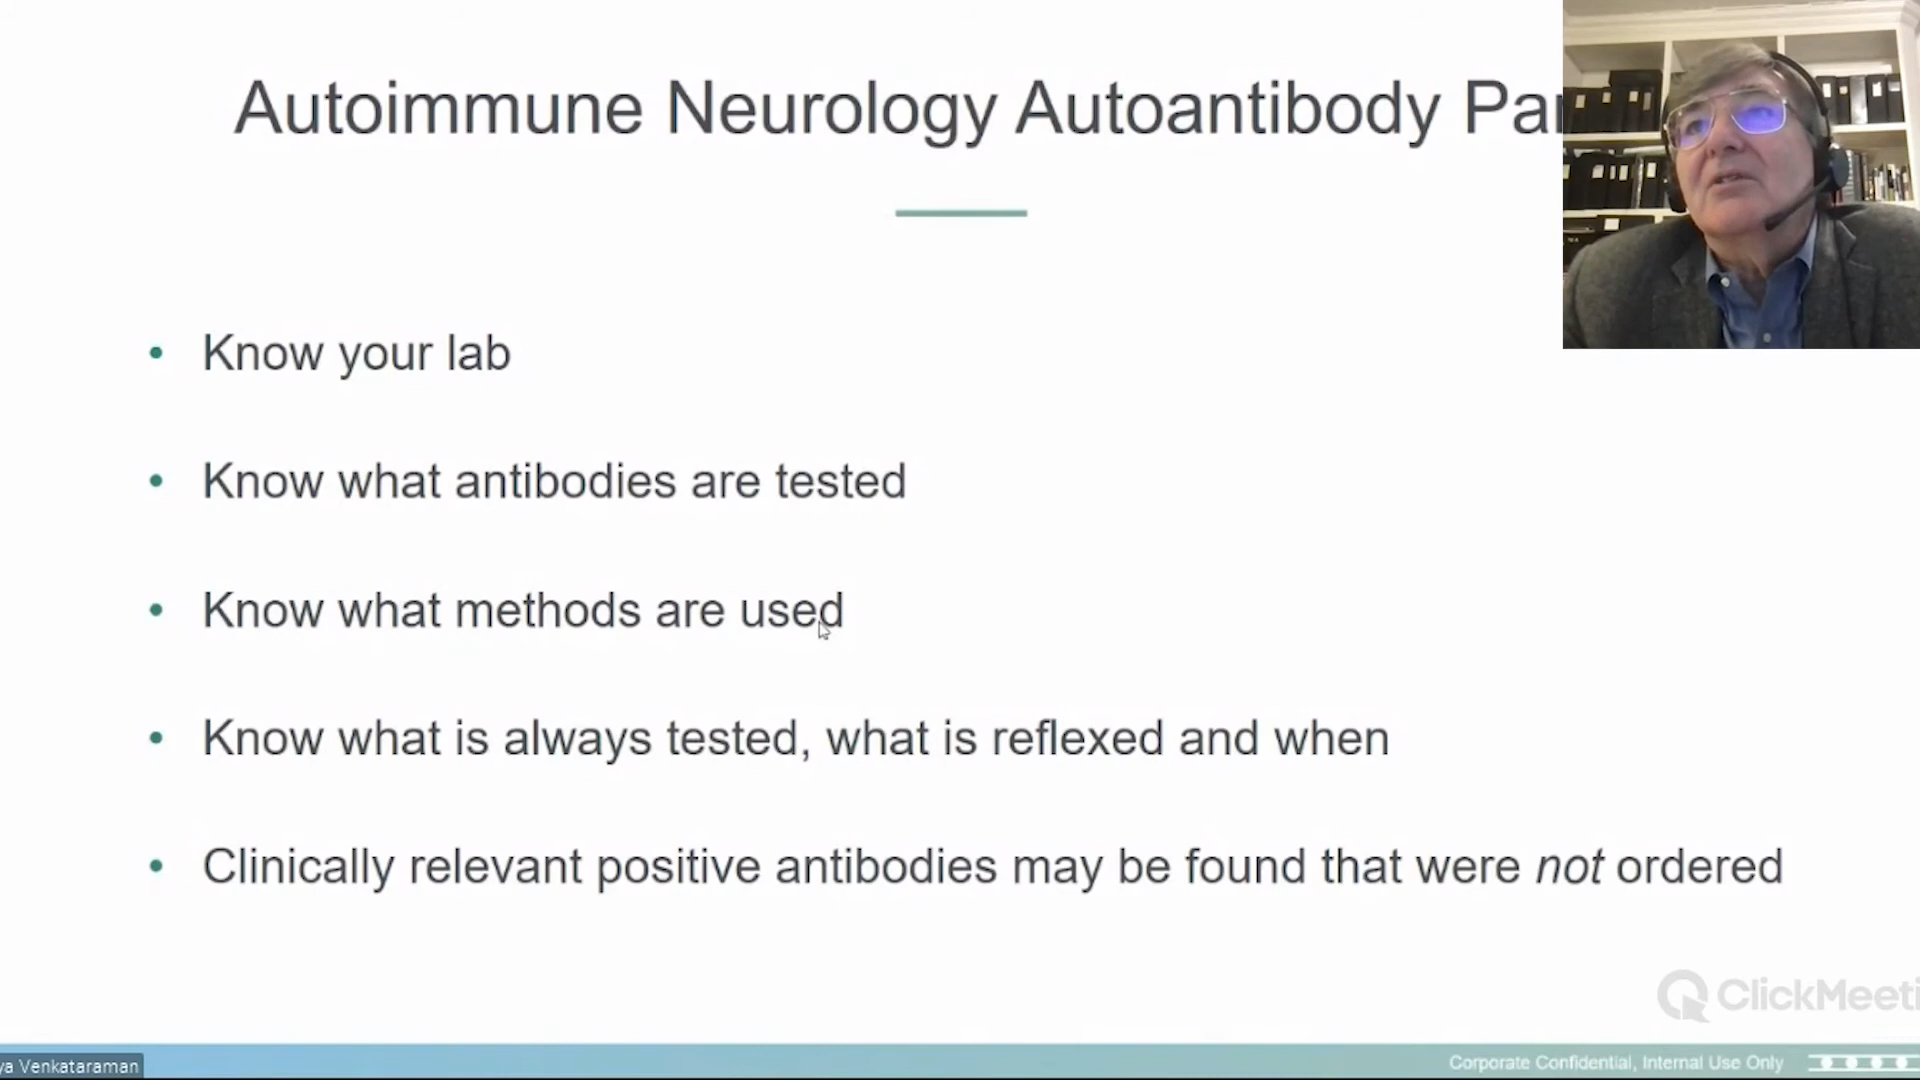 Autoimmune Neurology Autoantibody Pa
• Know your lab
• Know what antibodies are tested
• Know what methods are used
• Know what is always tested, what is reflexed and when
• Clinically relevant positive antibodies may be found that were not ordered
ClickMeeti
ya Venkataraman
Corporate Confidential, Internal Use Only